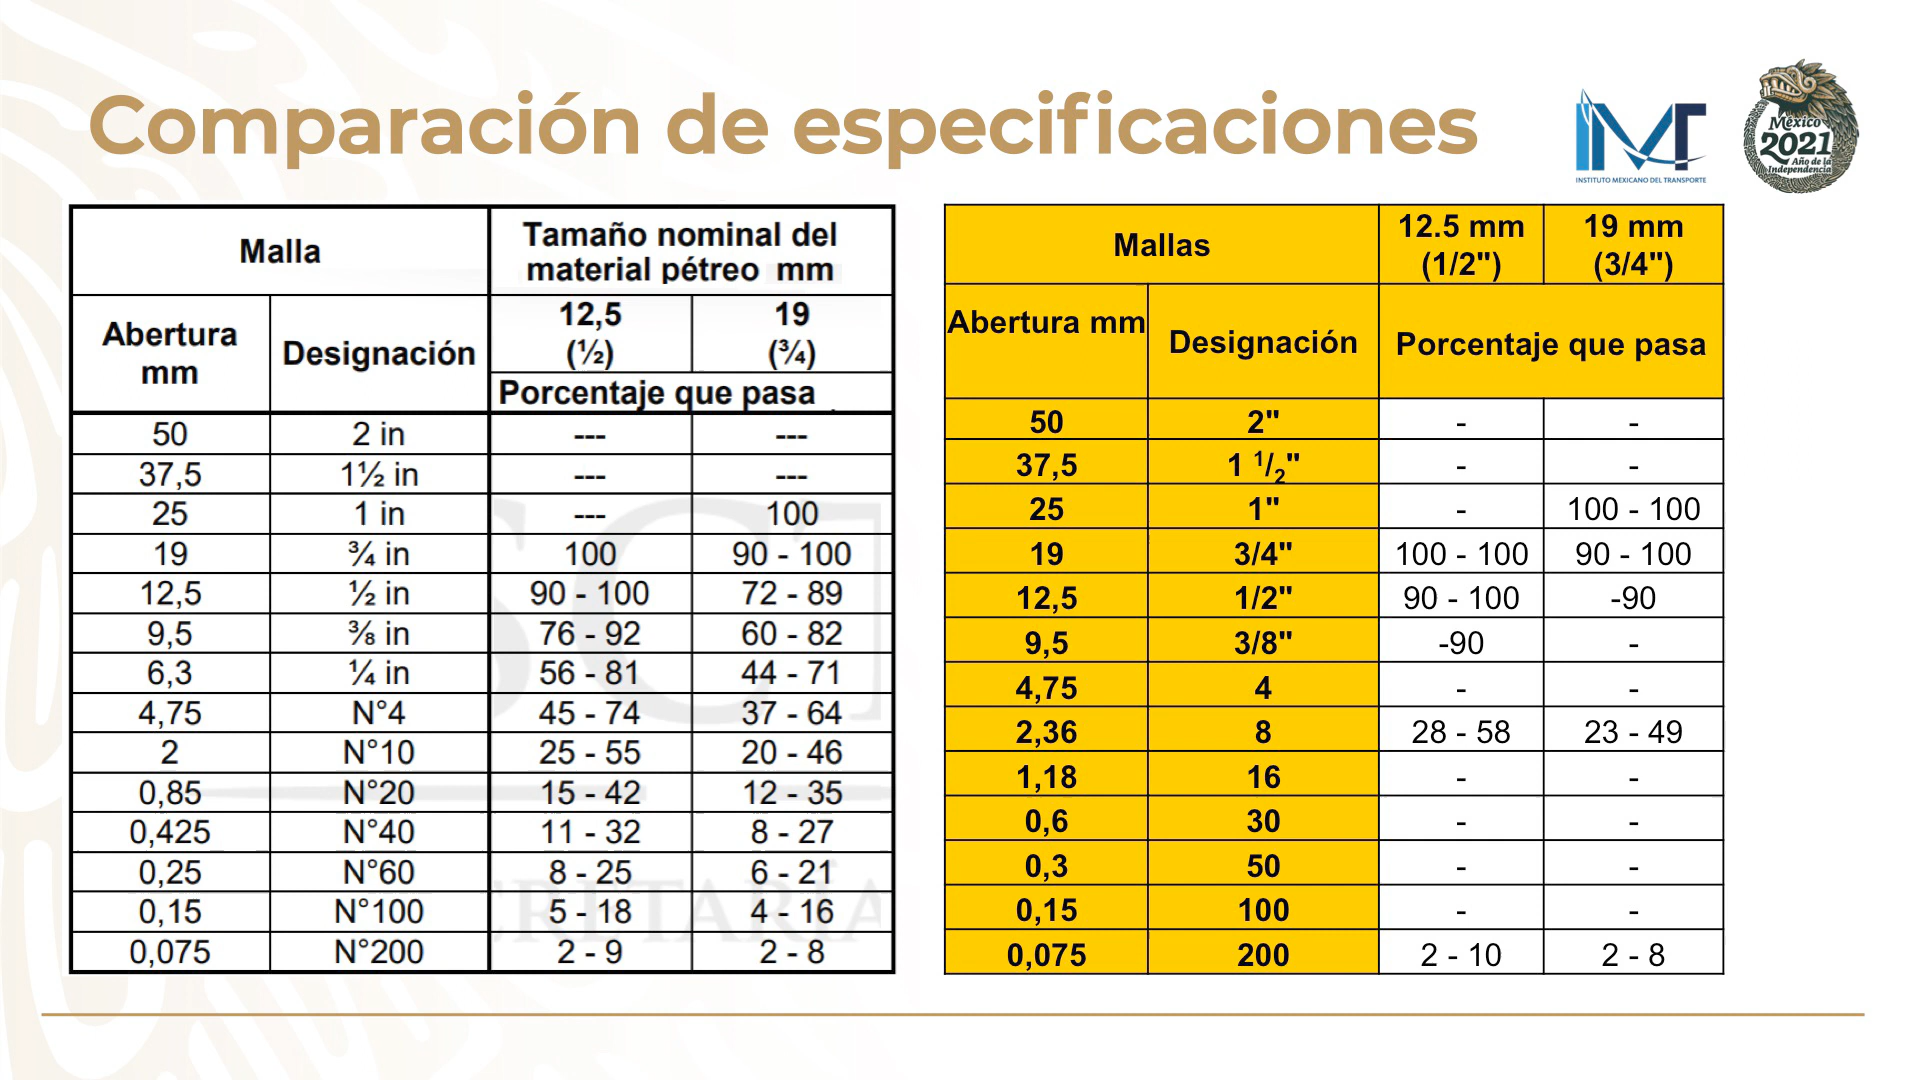 Comparación de especificaciones
INSTITUTO MEXICANO DEL TRANSPORTE
México
2021
Año de la
Independencia
Malla
Tamaño nominal del
material pétreo mm
Abertura
mm
Designación
12,5
(½)
19
(¾)
Porcentaje que pasa
50 2 in --- ---
37,5 1½ in --- ---
25 1 in --- 100
19 ¾ in 100 90 - 100
12,5 ½ in 90 - 100 72 - 89
9,5 ⅜ in 76 - 92 60 - 82
6,3 ¼ in 56 - 81 44 - 71
4,75 N°4 45 - 74 37 - 64
2 N°10 25 - 55 20 - 46
0,85 N°20 15 - 42 12 - 35
0,425 N°40 11 - 32 8 - 27
0,25 N°60 8 - 25 6 - 21
0,15 N°100 5 - 18 4 - 16
0,075 N°200 2 - 9 2 - 8
Mallas
12.5 mm
(1/2")
19 mm
(3/4")
Abertura mm
Designación
Porcentaje que pasa
50 2" - -
37,5 1 1/2" - -
25 1" - 100 - 100
19 3/4" 100 - 100 90 - 100
12,5 1/2" 90 - 100 -90
9,5 3/8" -90 -
4,75 4 - -
2,36 8 28 - 58 23 - 49
1,18 16 - -
0,6 30 - -
0,3 50 - -
0,15 100 - -
0,075 200 2 - 10 2 - 8